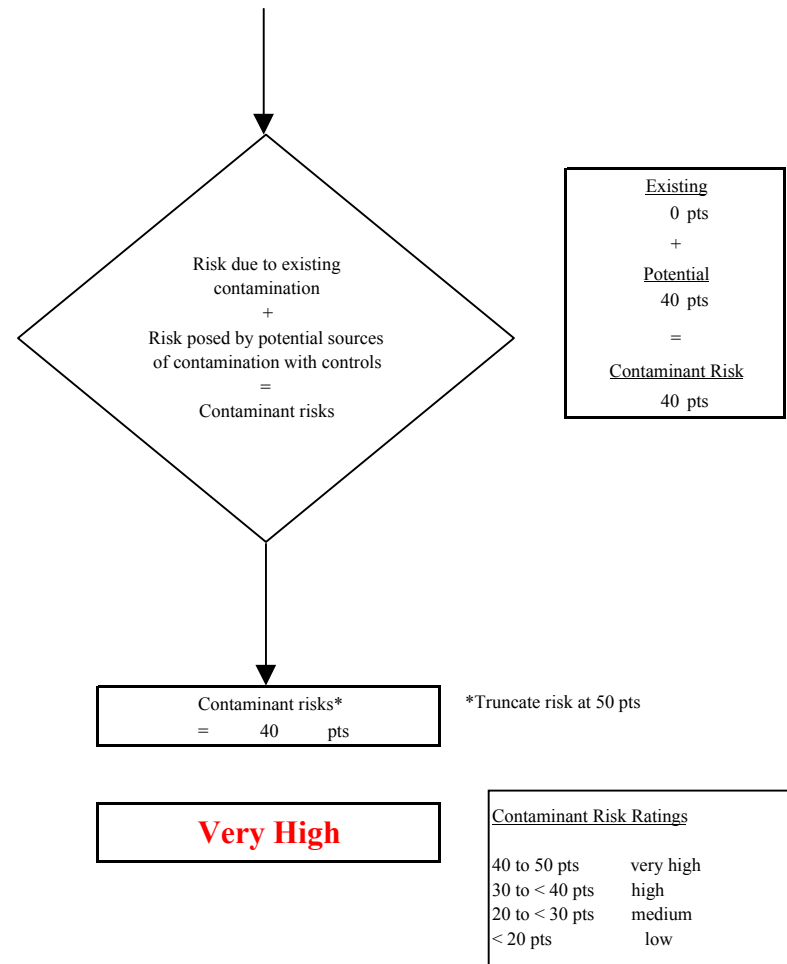 Risk due to existing
contamination
+
Risk posed by potential sources
of contamination with controls
=
Contaminant risks
Existing
0 pts
+
Potential
40 pts
=
Contaminant Risk
40 pts
Contaminant risks*
= 40 pts
*Truncate risk at 50 pts
Very High
Contaminant Risk Ratings
40 to 50 pts very high
30 to < 40 pts high
20 to < 30 pts medium
< 20 pts low